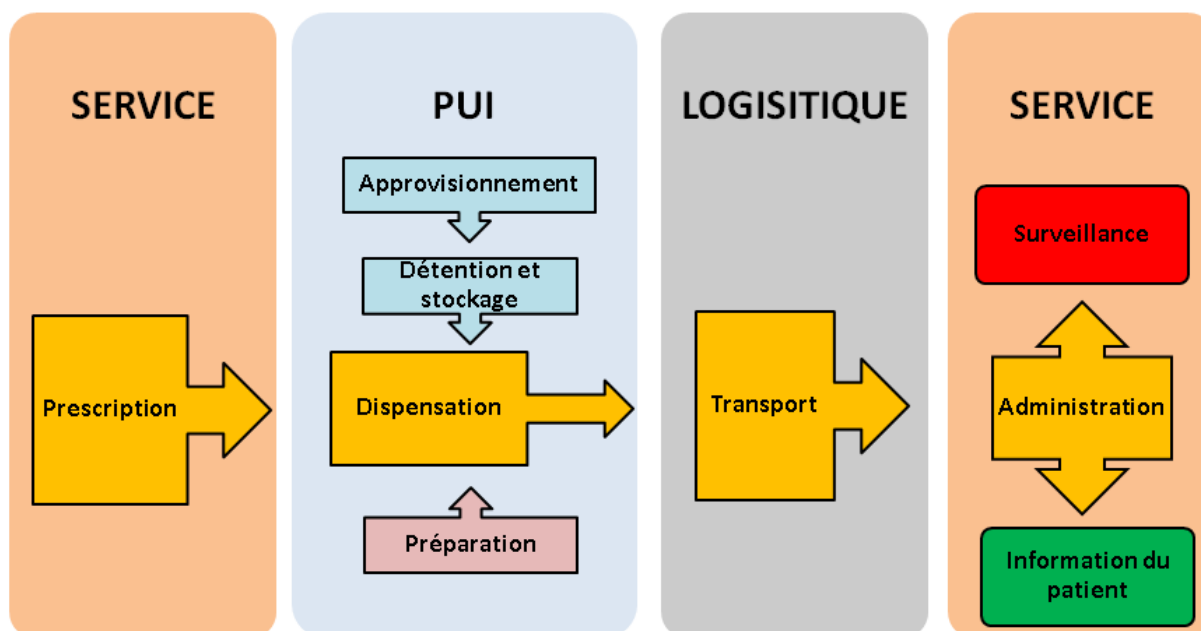 SERVICE
Prescription
PUI
Approvisionnement
Détention et
stockage
Dispensation
Préparation
LOGISITIQUE
Transport
SERVICE
Surveillance
Administration
Information du
patient